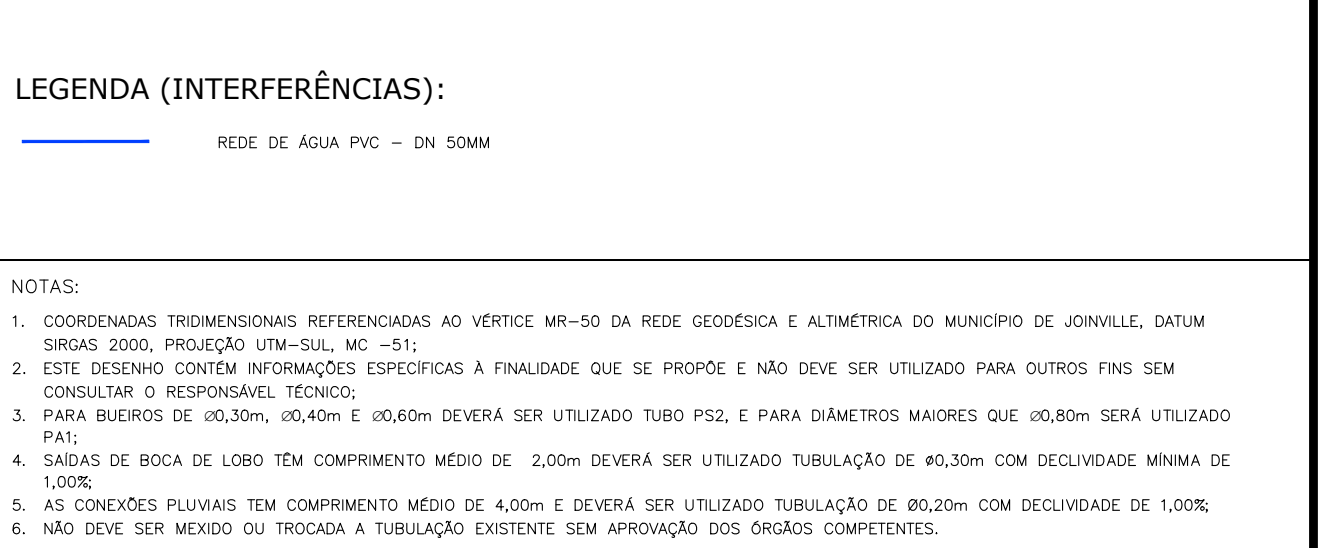 LEGENDA (INTERFERÊNCIAS):
REDE DE ÁGUA PVC – DN 50MM
NOTAS:
1. COORDENADAS TRIDIMENSIONAIS REFERENCIADAS AO VÉRTICE MR–50 DA REDE GEODÉSICA E ALTIMÉTRICA DO MUNICÍPIO DE JOINVILLE, DATUM
SIRGAS 2000, PROJEÇÃO UTM–SUL, MC –51;
2. ESTE DESENHO CONTÉM INFORMAÇÕES ESPECÍFICAS À FINALIDADE QUE SE PROPÕE E NÃO DEVE SER UTILIZADO PARA OUTROS FINS SEM
CONSULTAR O RESPONSÁVEL TÉCNICO;
3. PARA BUEIROS DE ∅0,30m, ∅0,40m E ∅0,60m DEVERÁ SER UTILIZADO TUBO PS2, E PARA DIÂMETROS MAIORES QUE ∅0,80m SERÁ UTILIZADO
PA1;
4. SAÍDAS DE BOCA DE LOBO TÊM COMPRIMENTO MÉDIO DE 2,00m DEVERÁ SER UTILIZADO TUBULAÇÃO DE ø0,30m COM DECLIVIDADE MÍNIMA DE
1,00%;
5. AS CONEXÕES PLUVIAIS TEM COMPRIMENTO MÉDIO DE 4,00m E DEVERÁ SER UTILIZADO TUBULAÇÃO DE Ø0,20m COM DECLIVIDADE DE 1,00%;
6. NÃO DEVE SER MEXIDO OU TROCADA A TUBULAÇÃO EXISTENTE SEM APROVAÇÃO DOS ÓRGÃOS COMPETENTES.